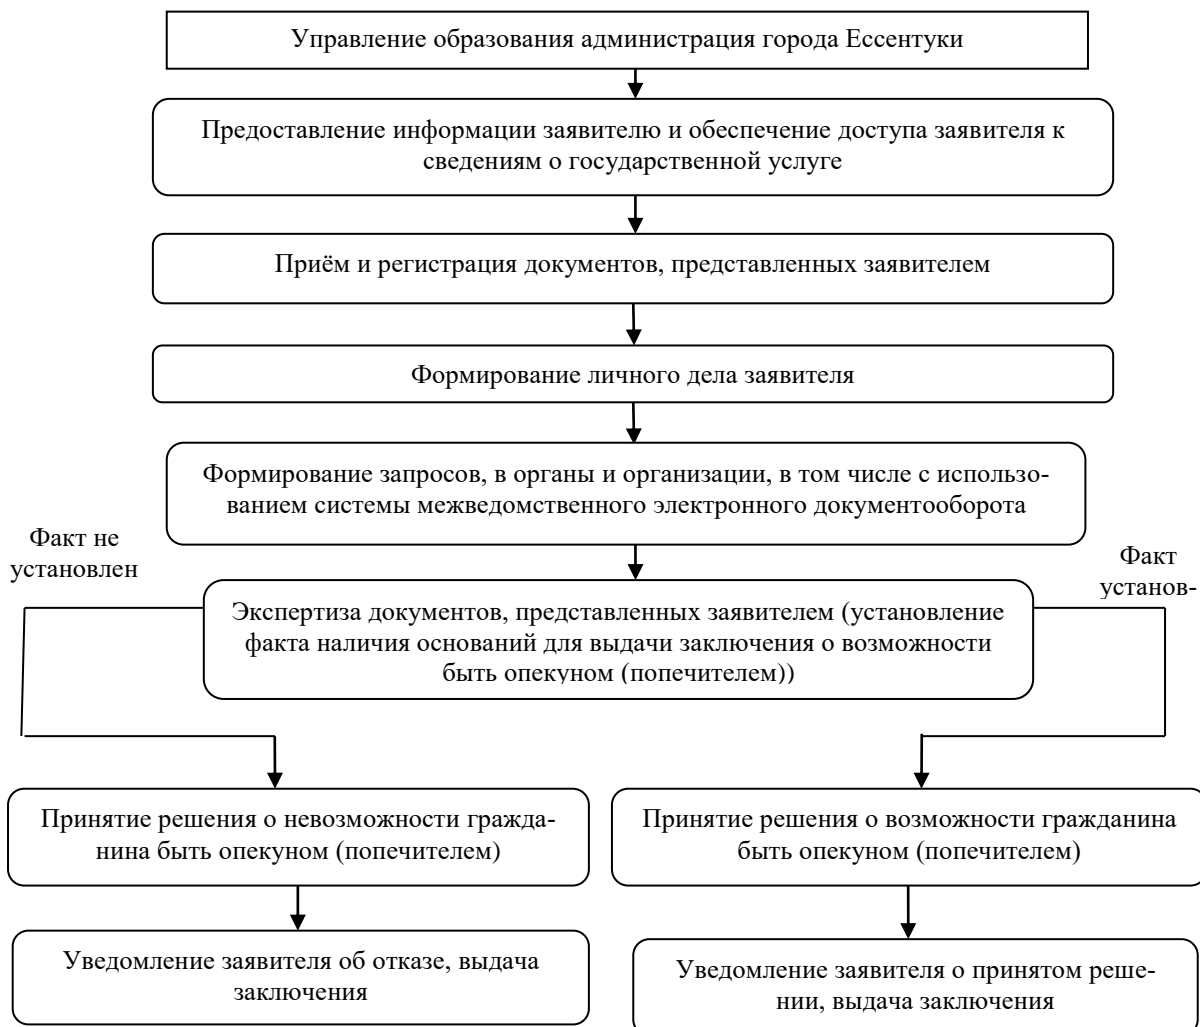 Управление образования администрация города Ессентуки
Предоставление информации заявителю и обеспечение доступа заявителя к
сведениям о государственной услуге
Приём и регистрация документов, представленных заявителем
Формирование личного дела заявителя
Формирование запросов, в органы и организации, в том числе с использо-
ванием системы межведомственного электронного документооборота
Факт не
установлен
Факт
установ-
Экспертиза документов, представленных заявителем (установление
факта наличия оснований для выдачи заключения о возможности
быть опекуном (попечителем))
Принятие решения о невозможности гражда-
нина быть опекуном (попечителем)
Принятие решения о возможности гражданина
быть опекуном (попечителем)
Уведомление заявителя об отказе, выдача
заключения
Уведомление заявителя о принятом реше-
нии, выдача заключения